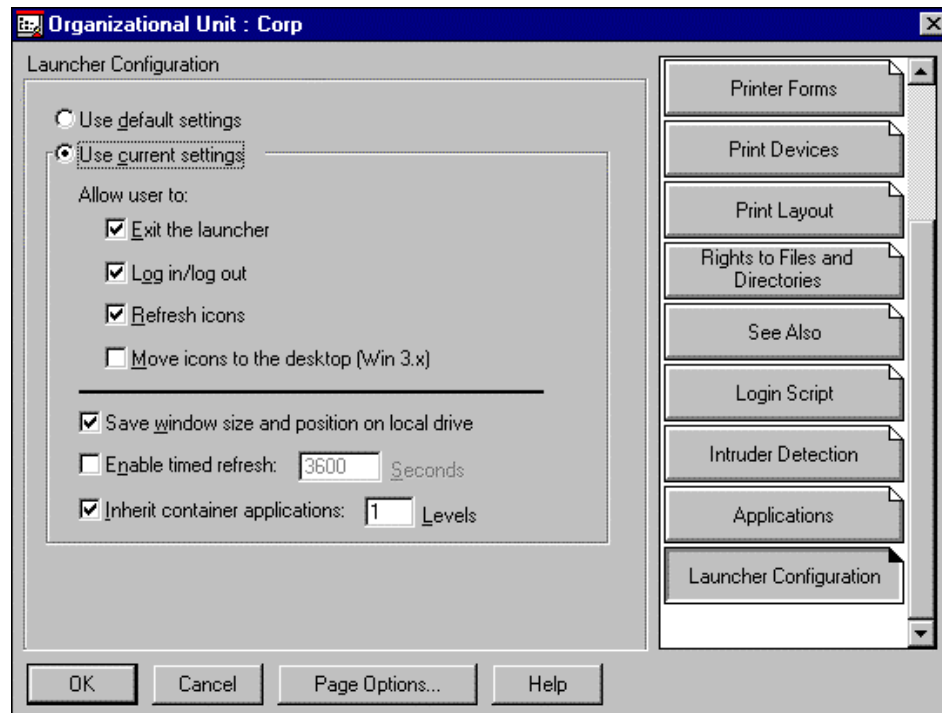 Organizational Unit : Corp
Launcher Configuration
Use default settings
Use current settings
Allow user to:
Exit the launcher
Log in/log out
Refresh icons
Move icons to the desktop (Win 3.x)
Save window size and position on local drive
Enable timed refresh: 3600 Seconds
Inherit container applications: 1 Levels
Printer Forms
Print Devices
Print Layout
Rights to Files and
Directories
See Also
Login Script
Intruder Detection
Applications
Launcher Configuration
OK Cancel Page Options... Help